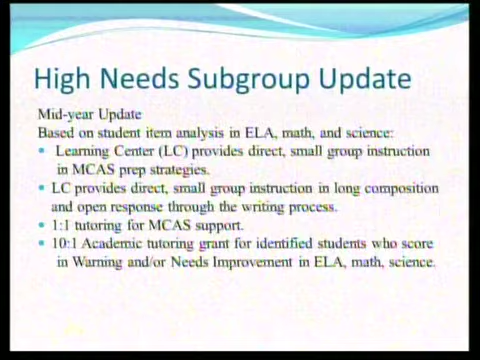 High Needs Subgroup Update
Mid-year Update
Based on student item analysis in ELA, math, and science:
• Learning Center (LC) provides direct, small group instruction
in MCAS prep strategies.
• LC provides direct, small group instruction in long composition
and open response through the writing process.
• 1:1 tutoring for MCAS support.
• 10:1 Academic tutoring grant for identified students who score
in Warning and/or Needs Improvement in ELA, math, science.